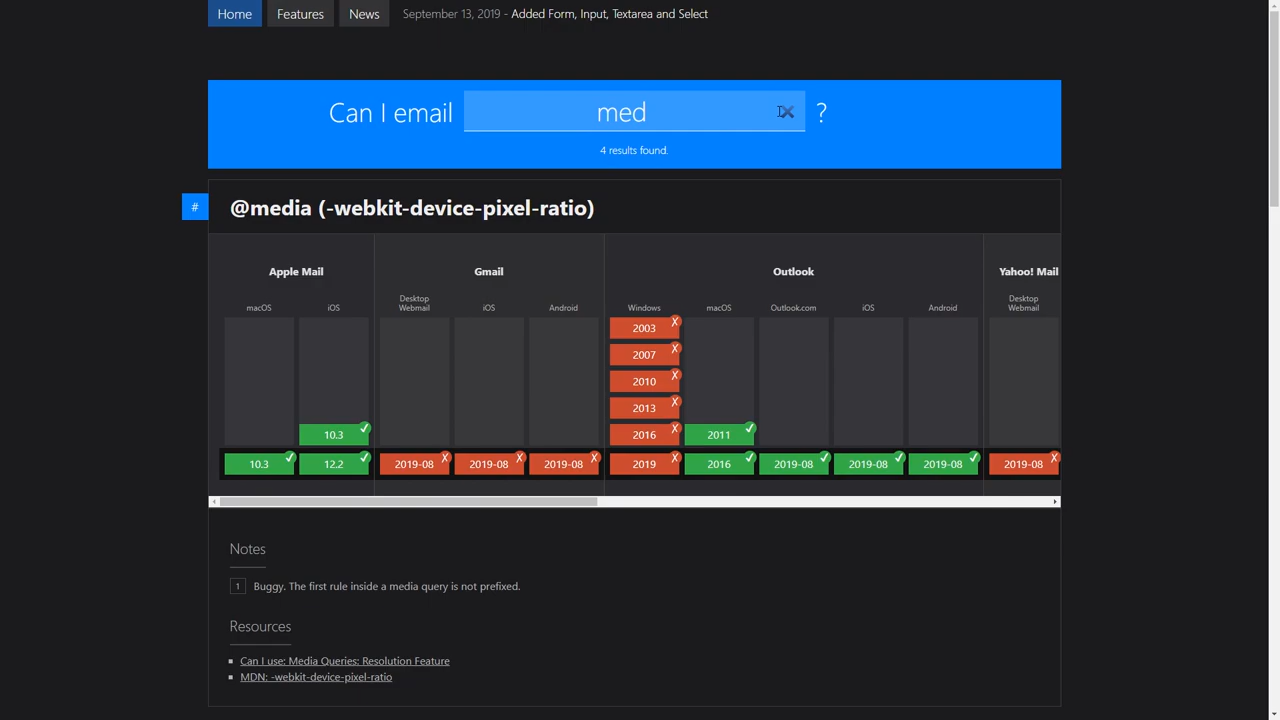 Home Features News September 13, 2019 - Added Form, Input, Textarea and Select
Can I email med ?
4 results found.
#
@media (-webkit-device-pixel-ratio)
Apple Mail Gmail Outlook Yahoo! Mail
macOS iOS Desktop Webmail iOS Android Windows macOS Outlook.com iOS Android Desktop Webmail
2003
2007
2010
2013
10.3 2016 2011
10.3 12.2 2019-08 2019-08 2019-08 2019 2016 2019-08 2019-08 2019-08 2019-08
Notes
1 Buggy. The first rule inside a media query is not prefixed.
Resources
Can I use: Media Queries: Resolution Feature
MDN: -webkit-device-pixel-ratio